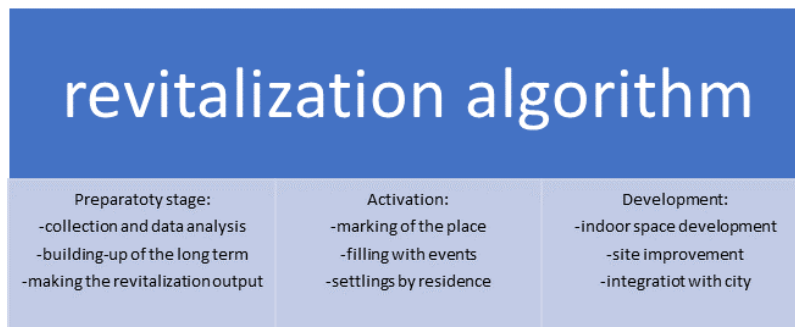 revitalization algorithm
Preparatoty stage:
-collection and data analysis
-building-up of the long term
-making the revitalization output
Activation:
-marking of the place
-filling with events
-settlings by residence
Development:
-indoor space development
-site improvement
-integratiot with city